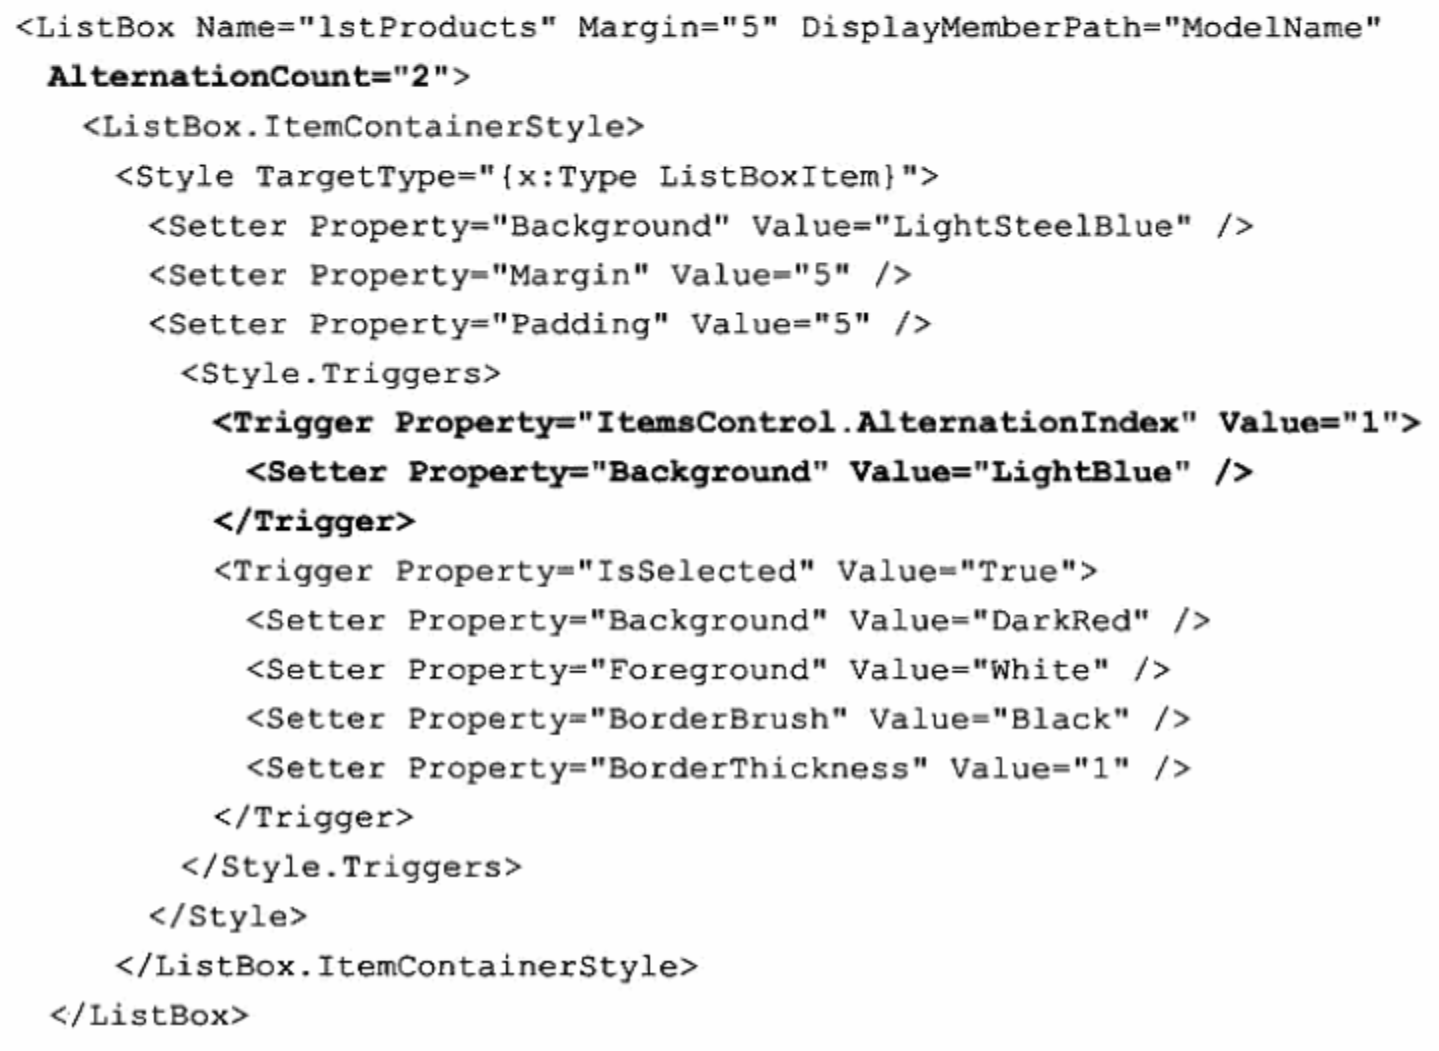 <ListBox Name="lstProducts" Margin="5" DisplayMemberPath="ModelName"
AlternationCount="2">
<ListBox.ItemContainerStyle>
<Style TargetType="{x:Type ListBoxItem}">
<Setter Property="Background" Value="LightSteelBlue" />
<Setter Property="Margin" Value="5" />
<Setter Property="Padding" Value="5" />
<Style.Triggers>
<Trigger Property="ItemsControl.AlternationIndex" Value="1">
<Setter Property="Background" Value="LightBlue" />
</Trigger>
<Trigger Property="IsSelected" Value="True">
<Setter Property="Background" Value="DarkRed" />
<Setter Property="Foreground" Value="White" />
<Setter Property="BorderBrush" Value="Black" />
<Setter Property="BorderThickness" Value="1" />
</Trigger>
</Style.Triggers>
</Style>
</ListBox.ItemContainerStyle>
</ListBox>